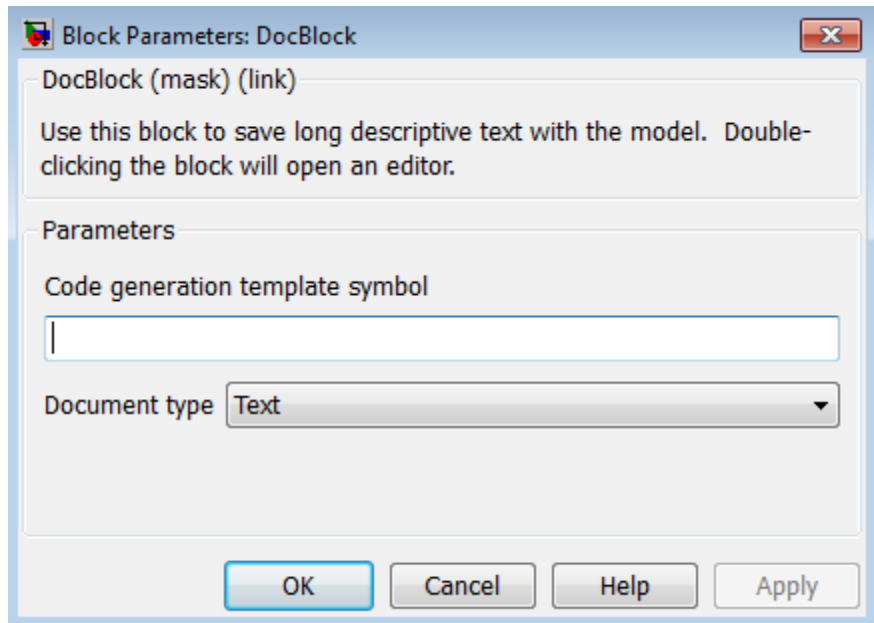 Block Parameters: DocBlock
DocBlock (mask) (link)
Use this block to save long descriptive text with the model. Double-
clicking the block will open an editor.
Parameters
Code generation template symbol
Document type Text
OK Cancel Help Apply